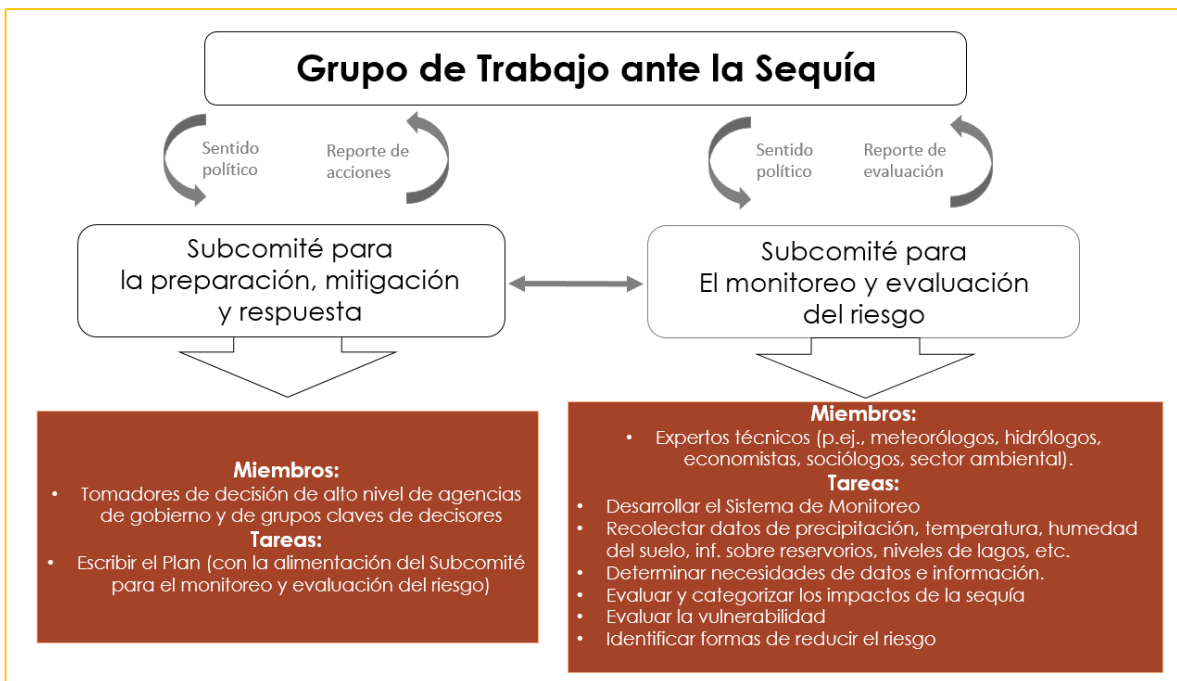 Grupo de Trabajo ante la Sequía
Sentido
político
Reporte de
acciones
Sentido
político
Reporte de
evaluación
Subcomité para
la preparación, mitigación
y respuesta
Subcomité para
El monitoreo y evaluación
del riesgo
Miembros:
• Tomadores de decisión de alto nivel de agencias
de gobierno y de grupos claves de decisores
Tareas:
• Escribir el Plan (con la alimentación del Subcomité
para el monitoreo y evaluación del riesgo)
Miembros:
• Expertos técnicos (p.ej., meteorólogos, hidrólogos,
economistas, sociólogos, sector ambiental).
Tareas:
• Desarrollar el Sistema de Monitoreo
• Recolectar datos de precipitación, temperatura, humedad
del suelo, inf. sobre reservorios, niveles de lagos, etc.
• Determinar necesidades de datos e información.
• Evaluar y categorizar los impactos de la sequía
• Evaluar la vulnerabilidad
• Identificar formas de reducir el riesgo